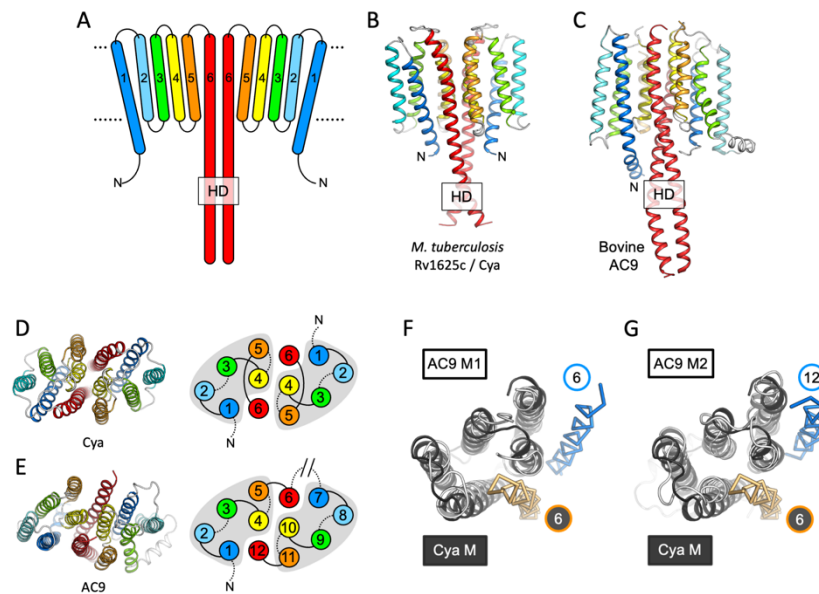 A
B
C
1 2 3 4 5 6 6 5 4 3 2 1
N
HD
N
N
N
HD
M. tuberculosis
Rv1625c / Cya
N
HD
Bovine
AC9
D
Cya
N
5 6 1
3 4 2
2 4 3
1 6 5
N
E
AC9
5 6 7
3 4 8
2 10 9
1 12 11
N
F
AC9 M1
6
6
Cya M
G
AC9 M2
12
6
Cya M